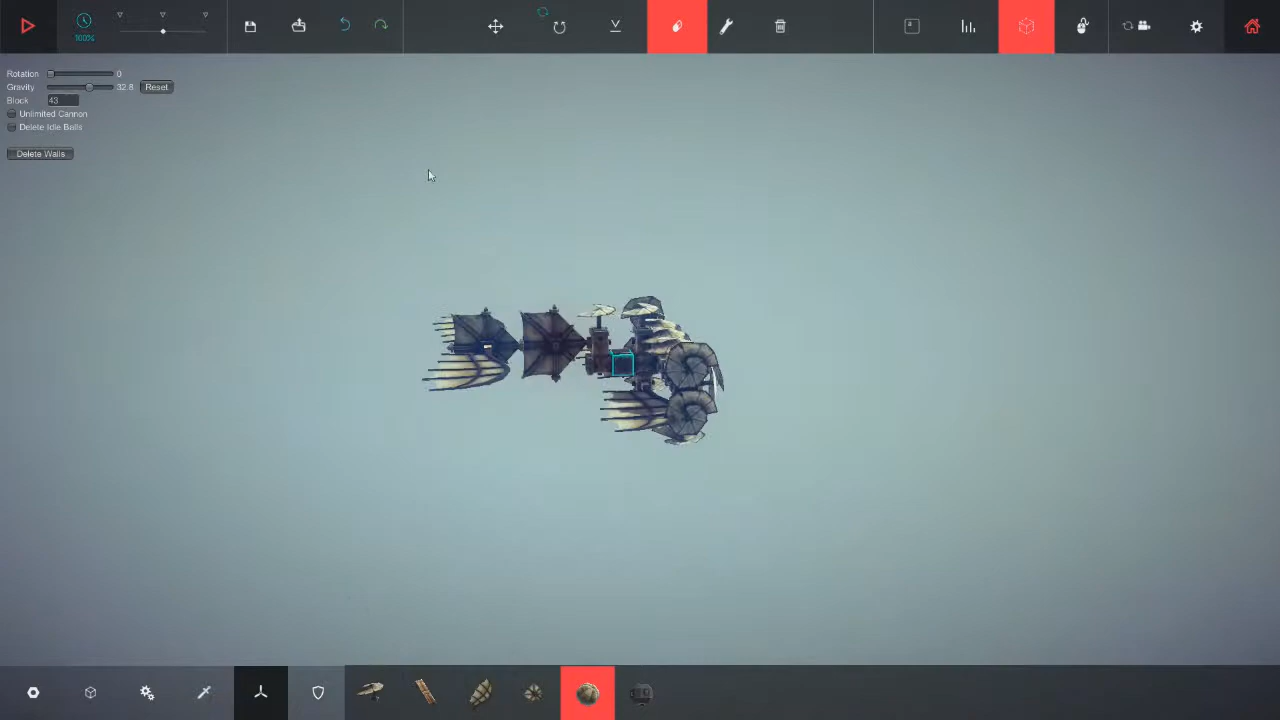 100%
Rotation 0
Gravity 32.8 Reset
Block 43
Unlimited Cannon
Delete Idle Balls
Delete Walls